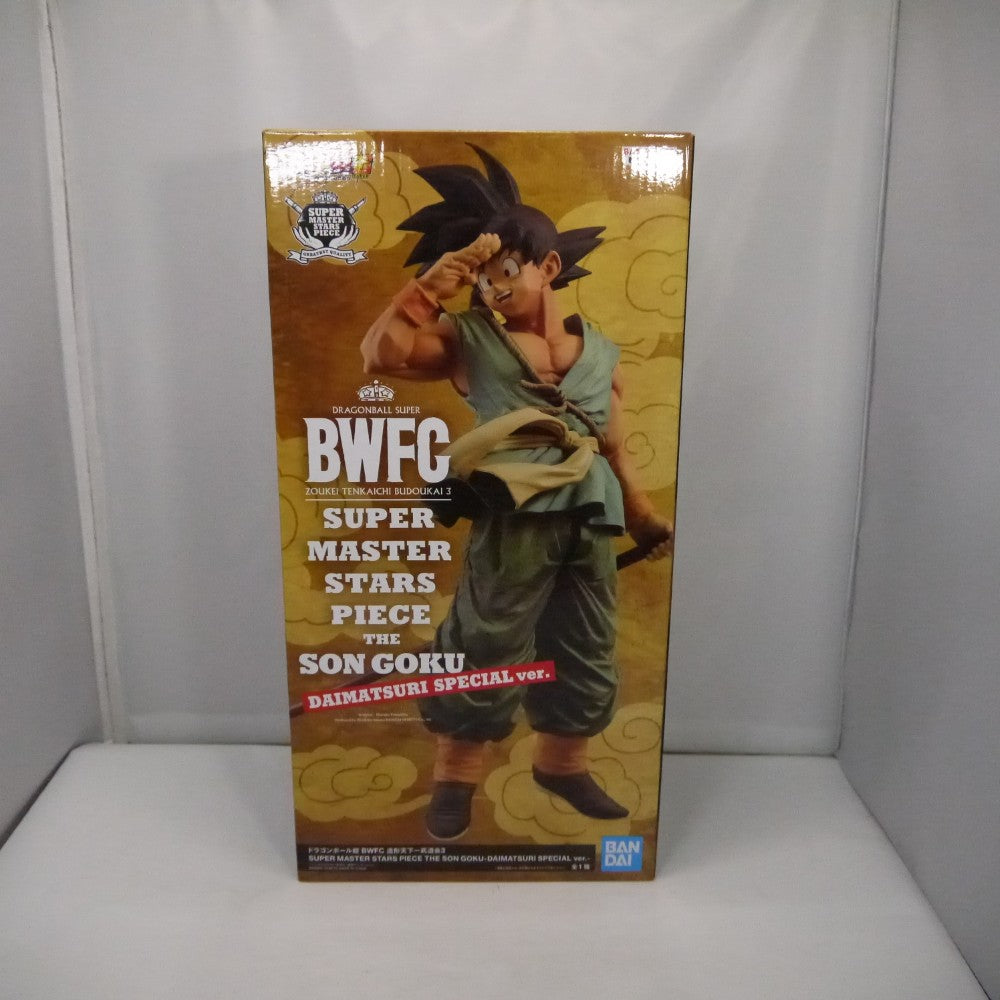 SUPER
MASTER
STARS
PIECE
GREATEST QUALITY
DRAGONBALL SUPER
BWFC
ZOUKEI TENKAICHI BUDOUKAI 3
SUPER
MASTER
STARS
PIECE
THE
SON GOKU
DAIMATSURI SPECIAL ver.
ドラゴンボール超 BWFC 造形天下一武道会3
SUPER MASTER STARS PIECE THE SON GOKU-DAIMATSURI SPECIAL ver.-
全1種
BAN
DAI